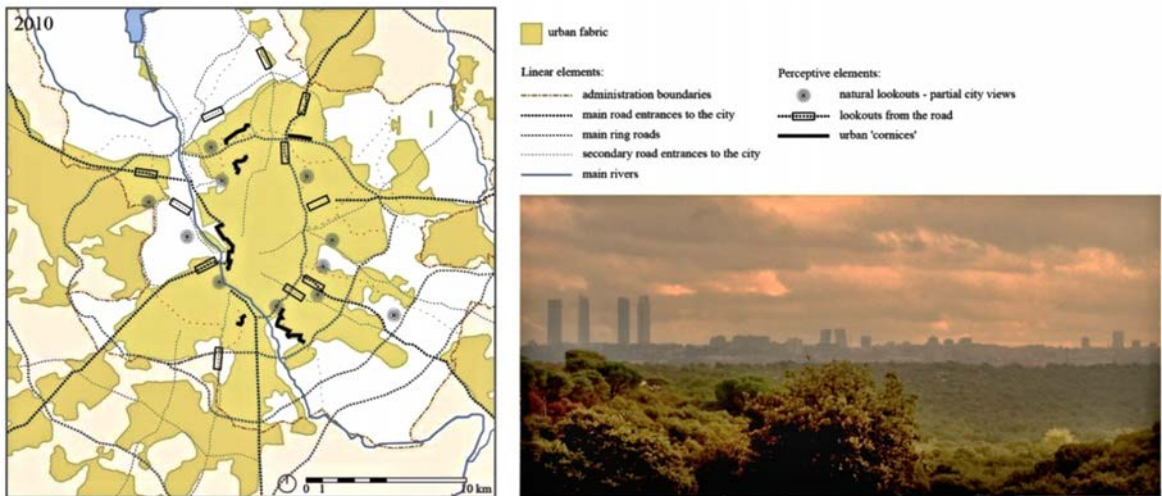 2010
0 1 10 km
urban fabric
Linear elements:
administration boundaries
main road entrances to the city
main ring roads
secondary road entrances to the city
main rivers
Perceptive elements:
natural lookouts - partial city views
lookouts from the road
urban 'cornices'